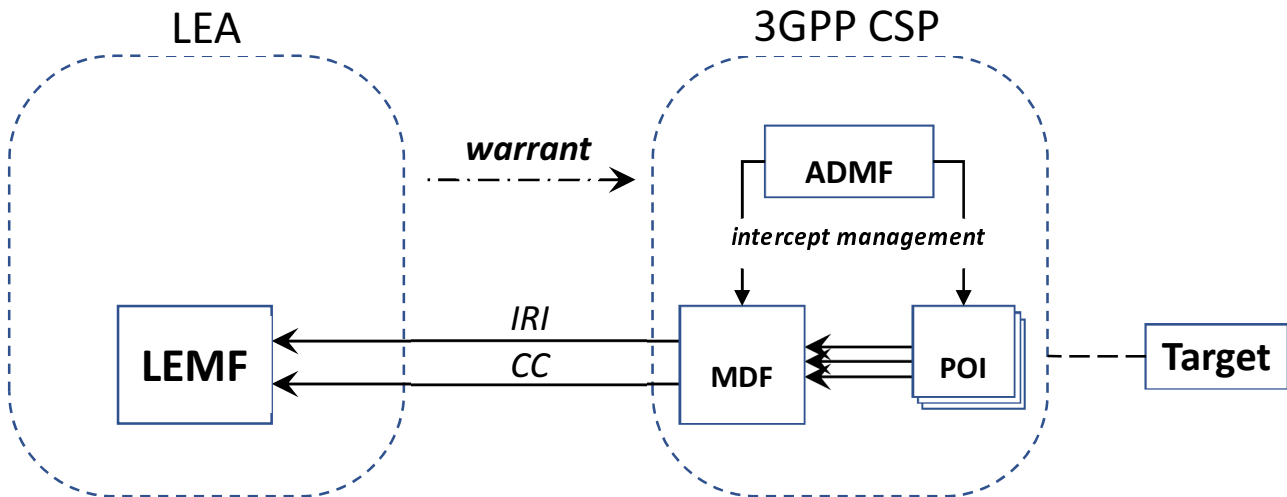 LEA
3GPP CSP
warrant
ADMF
intercept management
IRI
CC
LEMF
MDF
POI
Target